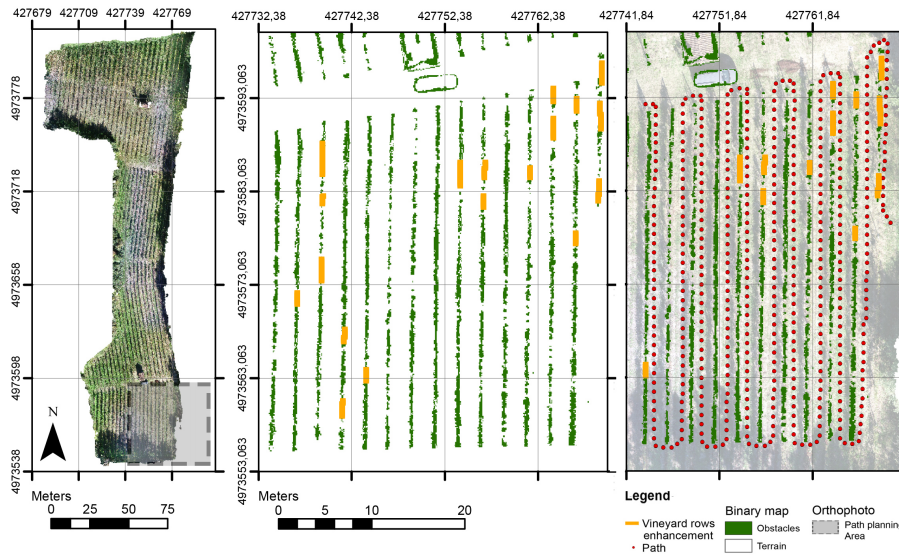 427679 427709 427739 427769
427732,38 427742,38 427752,38 427762,38
427741,84 427751,84 427761,84
4973778
4973718
4973658
4973598
4973538
4973593,063
4973583,063
4973573,063
4973563,063
4973553,063
N
Meters
0 25 50 75
Meters
0 5 10 20
Legend
Vineyard rows
enhancement
Path
Binary map
Obstacles
Terrain
Orthophoto
Path planning
Area